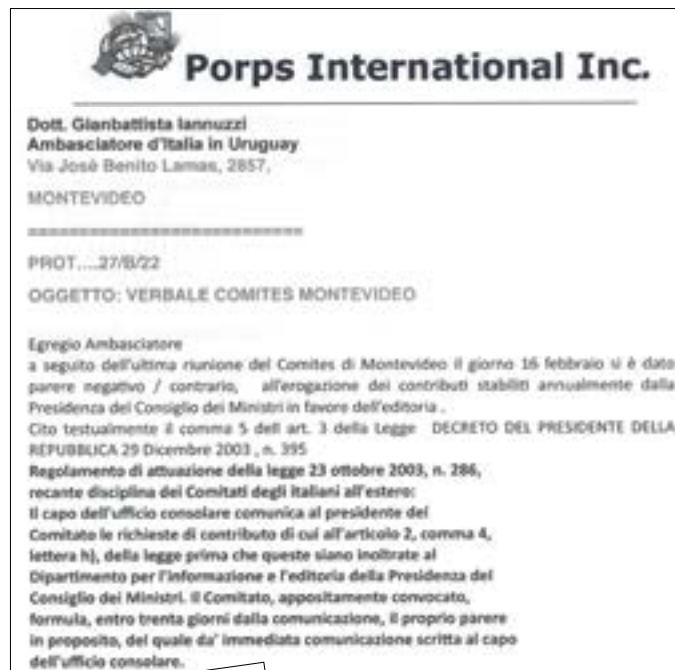 Porps International Inc.
Dott. Gianbattista Iannuzzi
Ambasciatore d'Italia in Uruguay
Via Josè Benito Lamas, 2857,
MONTEVIDEO
===========================
PROT....27/B/22
OGGETTO: VERBALE COMITES MONTEVIDEO
Egregio Ambasciatore
a seguito dell'ultima riunione del Comites di Montevideo il giorno 16 febbraio si è dato
parere negativo / contrario, all'erogazione dei contributi stabiliti annualmente dalla
Presidenza del Consiglio dei Ministri in favore dell'editoria .
Cito testualmente il comma 5 dell art. 3 della Legge DECRETO DEL PRESIDENTE DELLA
REPUBBLICA 29 Dicembre 2003 , n. 395
Regolamento di attuazione della legge 23 ottobre 2003, n. 286,
recante disciplina dei Comitati degli italiani all'estero:
Il capo dell'ufficio consolare comunica al presidente del
Comitato le richieste di contributo di cui all'articolo 2, comma 4,
lettera h), della legge prima che queste siano inoltrate al
Dipartimento per l'informazione e l'editoria della Presidenza del
Consiglio dei Ministri. Il Comitato, appositamente convocato,
formula, entro trenta giorni dalla comunicazione, il proprio parere
in proposito, del quale da' immediata comunicazione scritta al capo
dell'ufficio consolare.